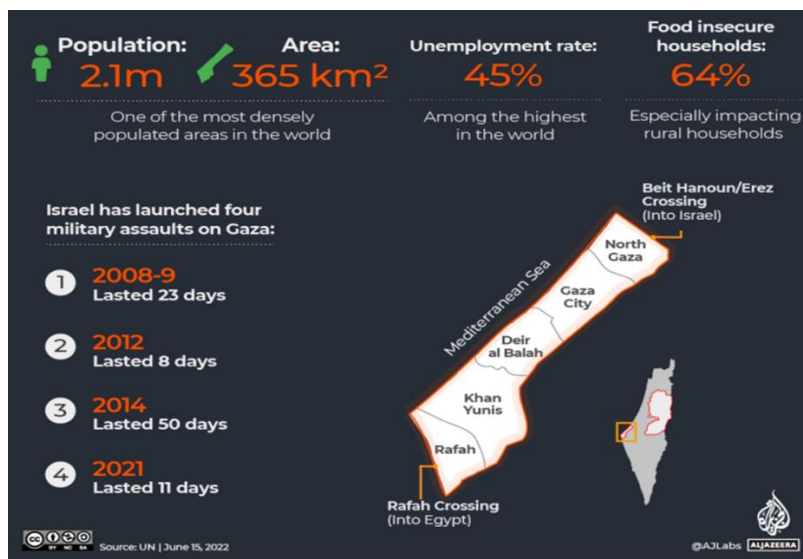 Population:
2.1m
Area:
365 km²
One of the most densely
populated areas in the world
Unemployment rate:
45%
Among the highest
in the world
Food insecure
households:
64%
Especially impacting
rural households
Israel has launched four
military assaults on Gaza:
1
2008-9
Lasted 23 days
2
2012
Lasted 8 days
3
2014
Lasted 50 days
4
2021
Lasted 11 days
Beit Hanoun/Erez
Crossing
(Into Israel)
Mediterranean Sea
North
Gaza
Gaza
City
Deir
al Balah
Khan
Yunis
Rafah
Rafah Crossing
(Into Egypt)
CC BY NC SA
Source: UN | June 15, 2022
@AJLabs ALJAZEERA